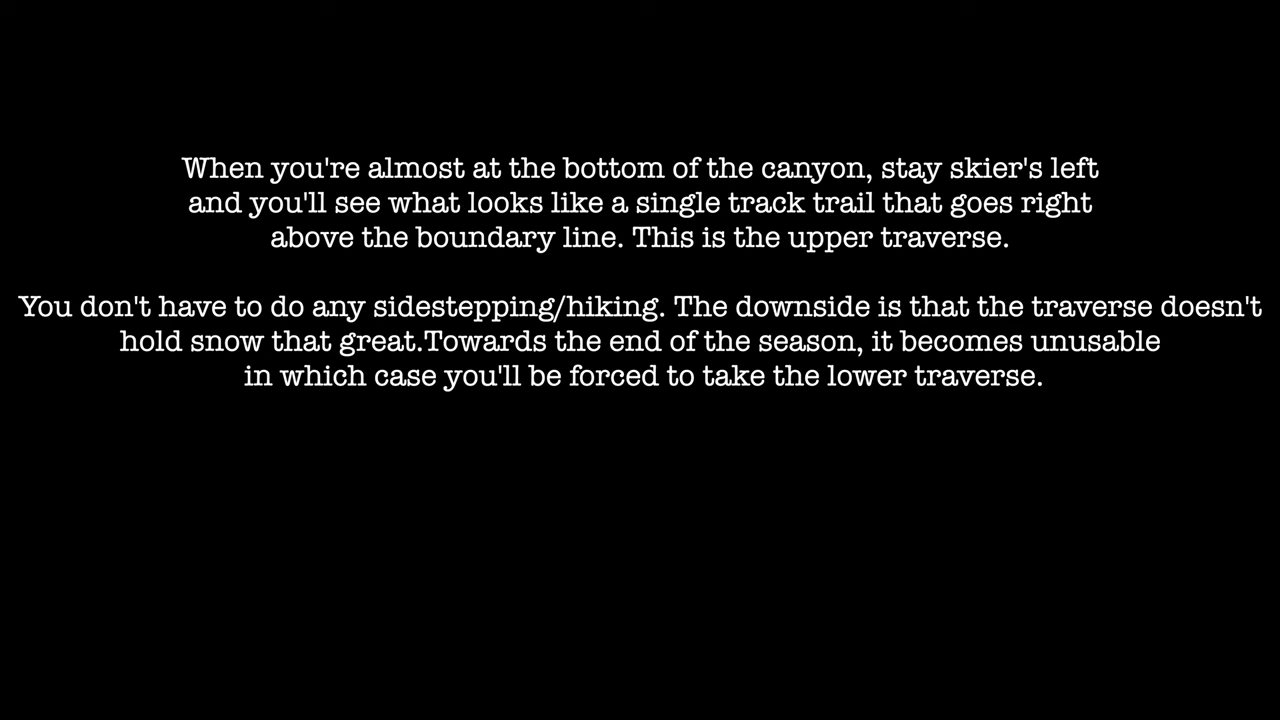 When you're almost at the bottom of the canyon, stay skier's left
and you'll see what looks like a single track trail that goes right
above the boundary line. This is the upper traverse.
You don't have to do any sidestepping/hiking. The downside is that the traverse doesn't
hold snow that great.Towards the end of the season, it becomes unusable
in which case you'll be forced to take the lower traverse.